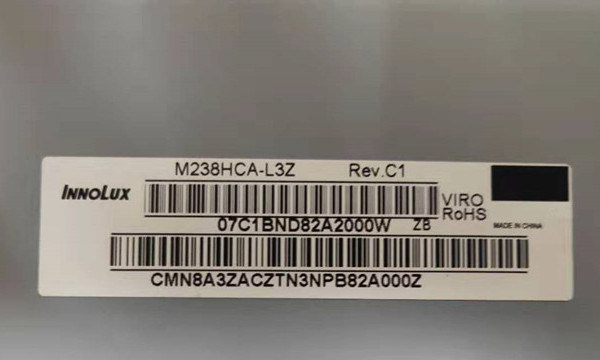 M238HCA-L3Z Rev.C1
INNOLUX
VIRO
RoHS
07C1BND82A2000W ZB
MADE IN CHINA
CMN8A3ZACZTN3NPB82A000Z